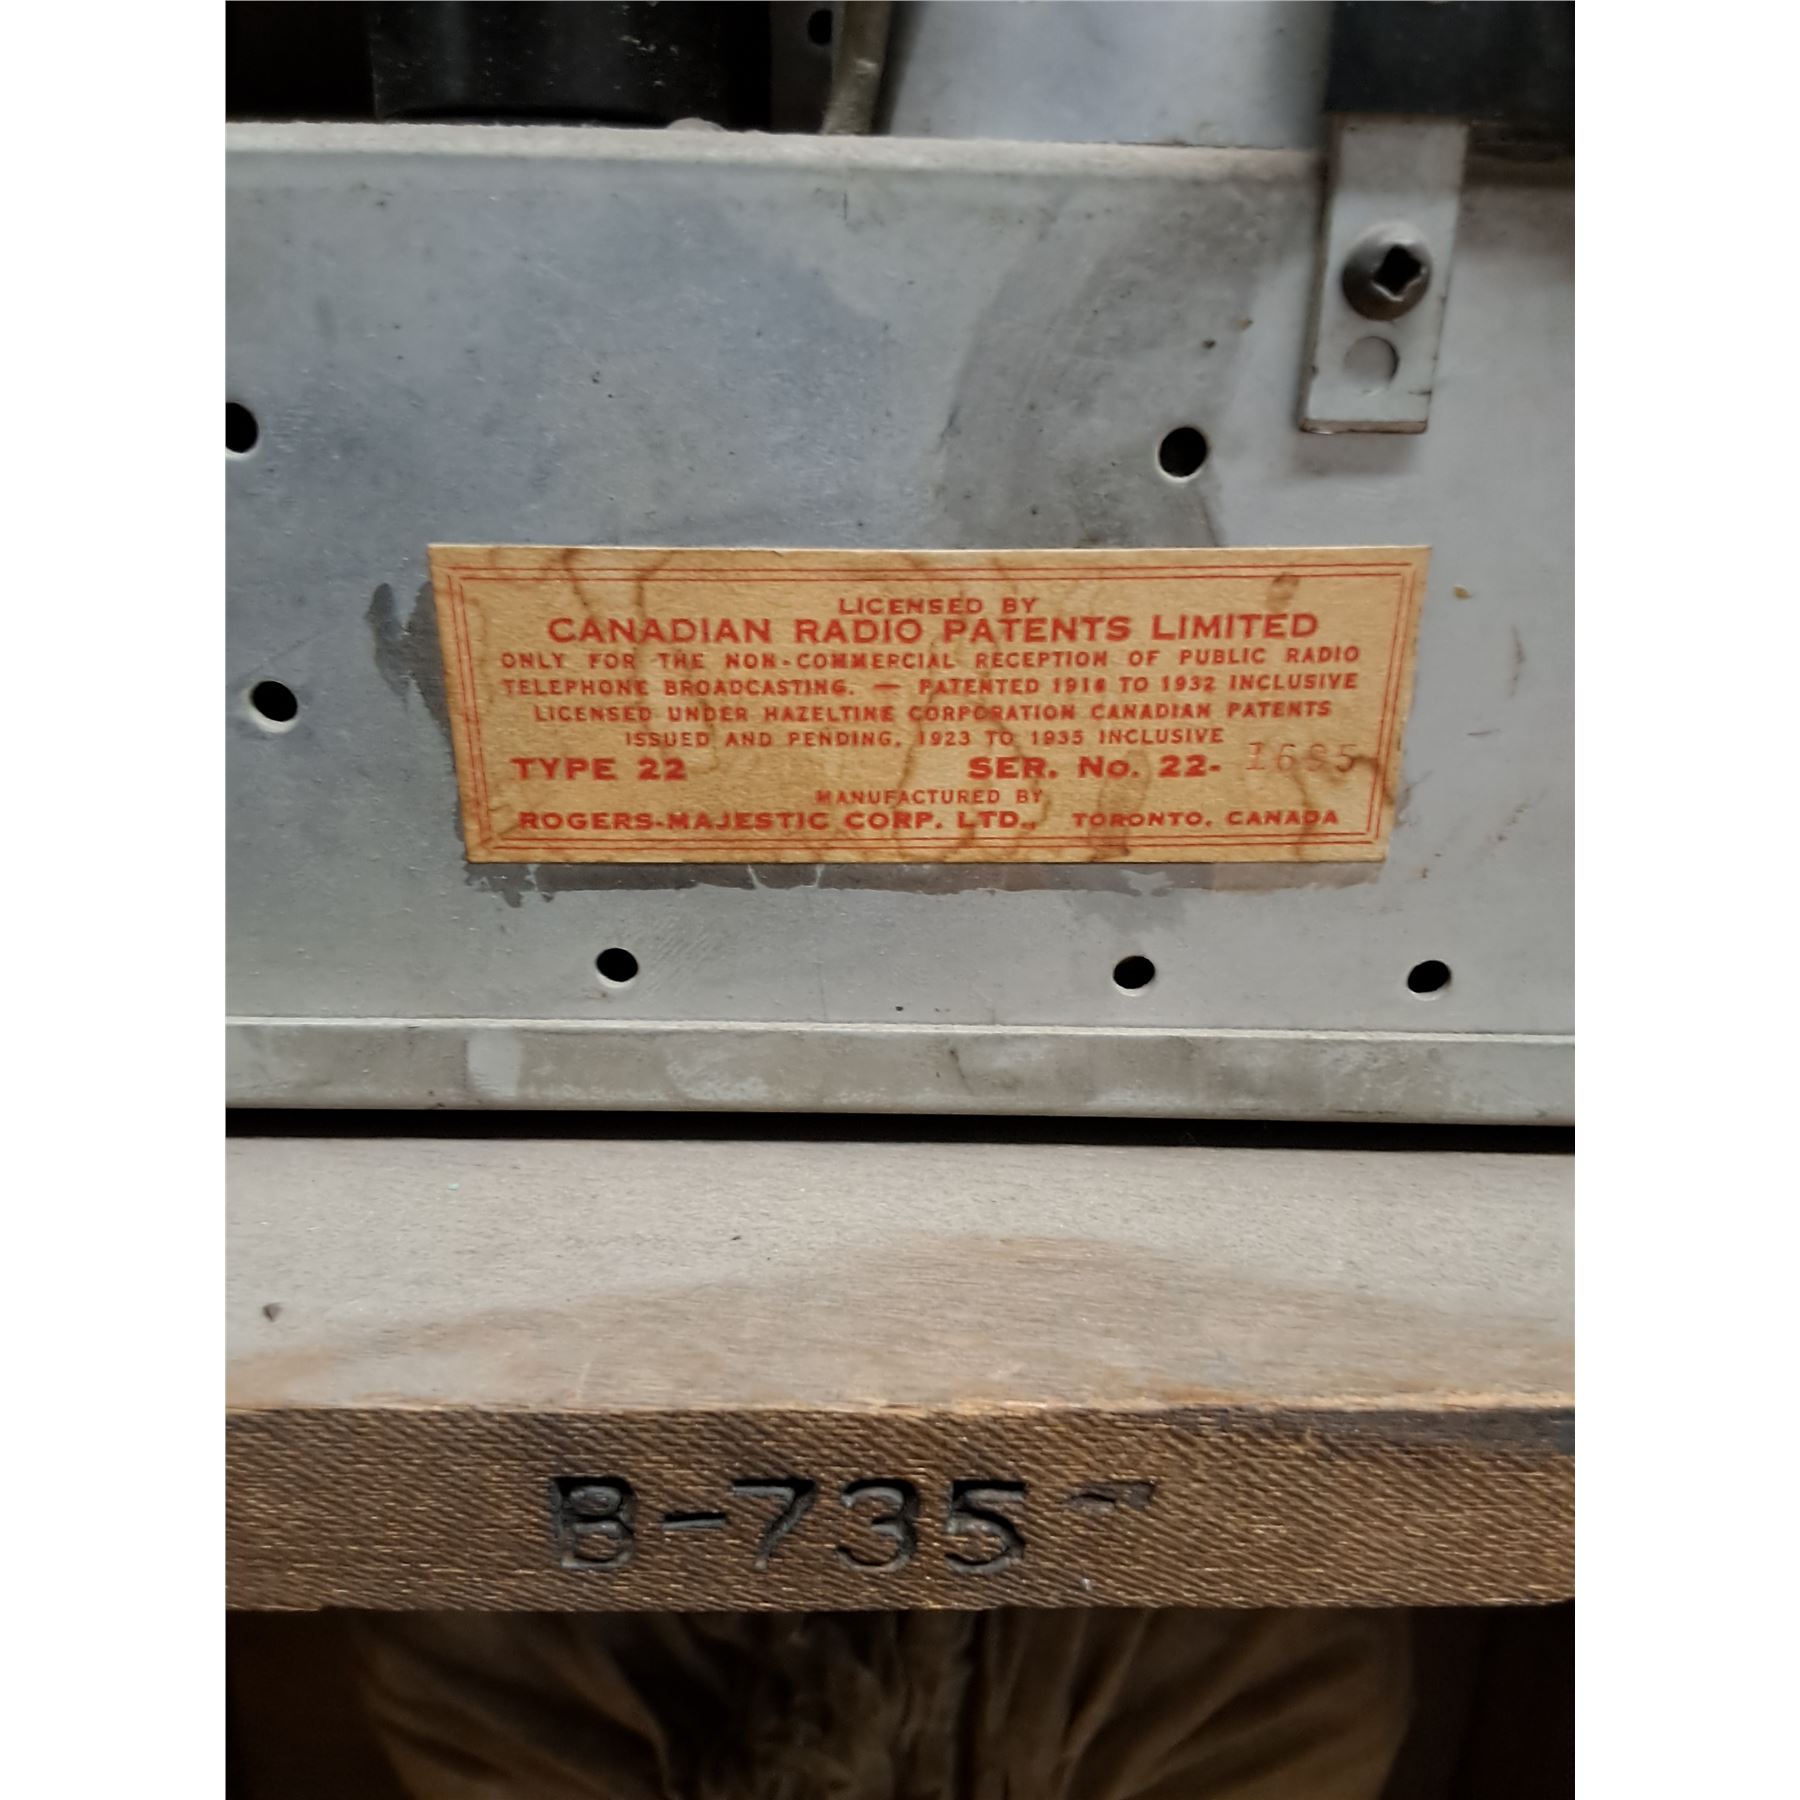 LICENSED BY
CANADIAN RADIO PATENTS LIMITED
ONLY FOR THE NON-COMMERCIAL RECEPTION OF PUBLIC RADIO
TELEPHONE BROADCASTING. — PATENTED TO 1932 INCLUSIVE
LICENSED UNDER HAZELTINE CORPORATION CANADIAN PATENTS
ISSUED AND PENDING, 1923 TO 1935 INCLUSIVE
TYPE 22 SER. No. 22-
MANUFACTURED BY
ROGERS-MAJESTIC CORP. LTD., TORONTO, CANADA
B-735-